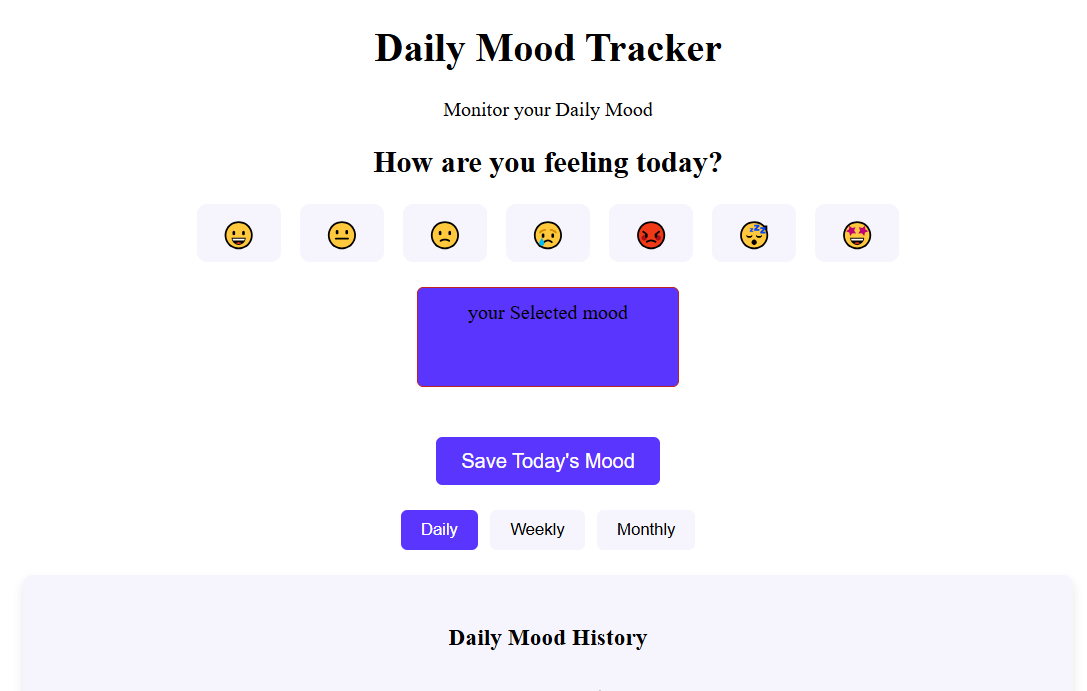 Daily Mood Tracker
Monitor your Daily Mood
How are you feeling today?
your Selected mood
Save Today's Mood
Daily Weekly Monthly
Daily Mood History